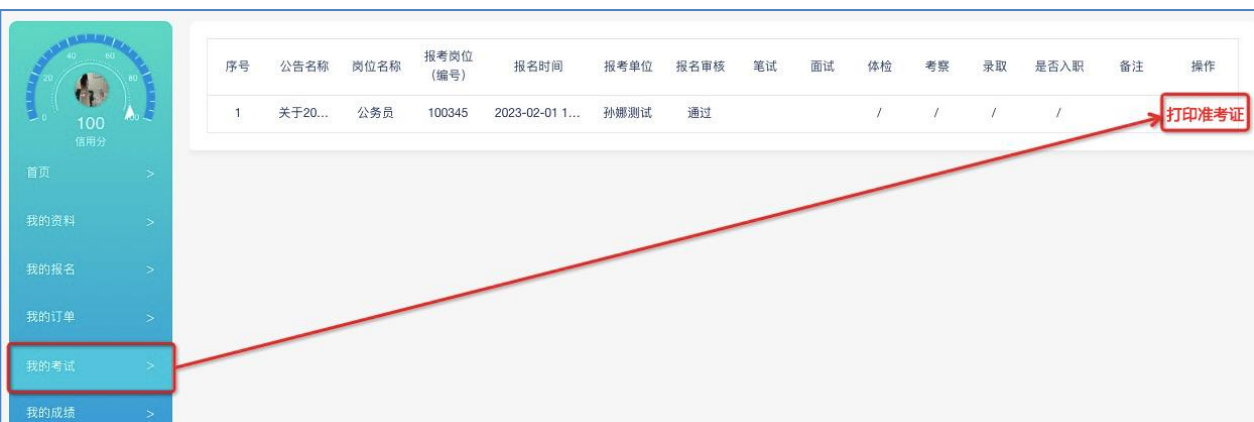 20
40
60
80
0
100
100
信用分
首页 >
我的资料 >
我的报名 >
我的订单 >
我的考试 >
我的成绩 >
序号 公告名称 岗位名称 报考岗位（编号） 报名时间 报考单位 报名审核 笔试 面试 体检 考察 录取 是否入职 备注 操作
1 关于20... 公务员 100345 2023-02-01 1... 孙娜测试 通过 / / / / 打印准考证